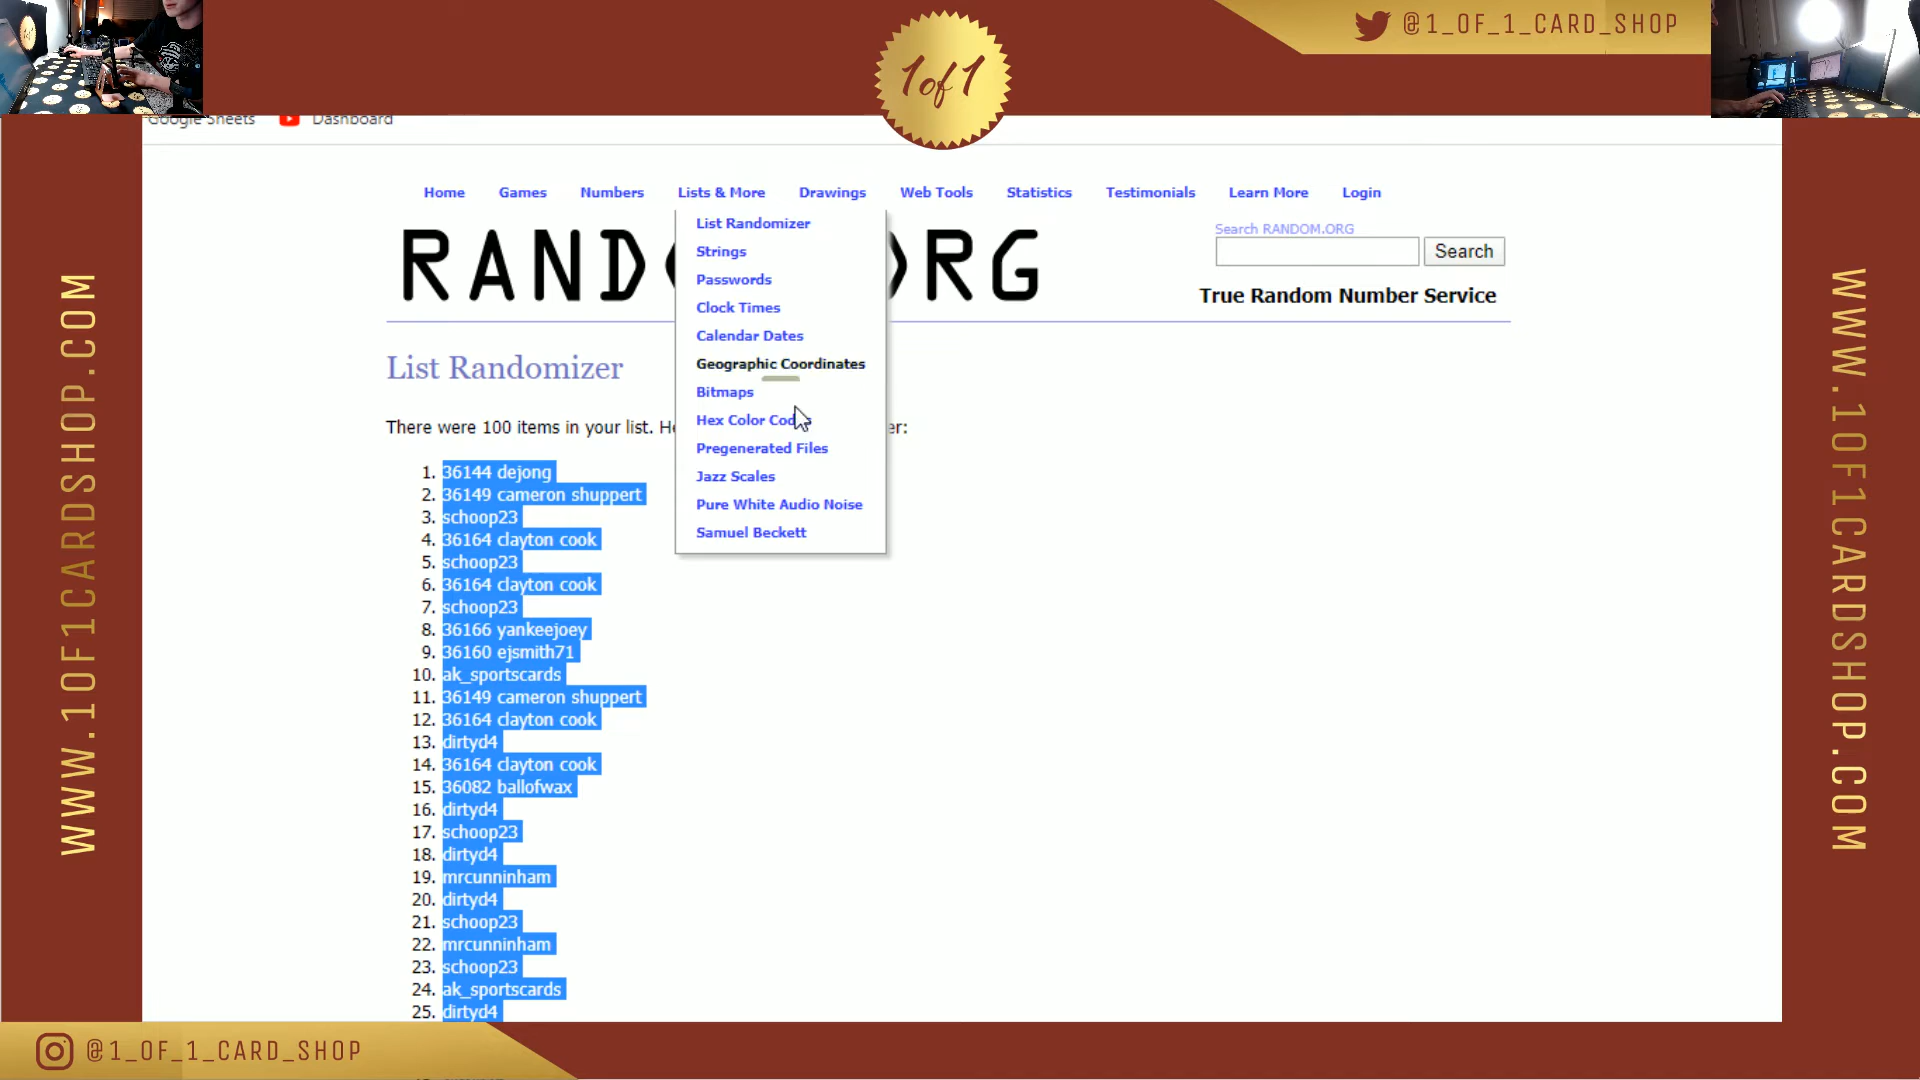 @1_OF_1_CARD_SHOP
1 of 1
Google Sheets Dashboard
Home Games Numbers Lists & More Drawings Web Tools Statistics Testimonials Learn More Login
List Randomizer
Strings
Passwords
Clock Times
Calendar Dates
Geographic Coordinates
Bitmaps
Hex Color
Pregenerated Files
Jazz Scales
Pure White Audio Noise
Samuel Beckett
Search RANDOM.ORG
Search
True Random Number Service
List Randomizer
There were 100 items in your list.
1. 36144 dejong
2. 36149 cameron shuppert
3. schoop23
4. 36164 clayton cook
5. schoop23
6. 36164 clayton cook
7. schoop23
8. 36166 yankeejoey
9. 36160 ejsmith71
10. ak_sportscards
11. 36149 cameron shuppert
12. 36164 clayton cook
13. dirtyd4
14. 36164 clayton cook
15. 36082 ballofwax
16. dirtyd4
17. schoop23
18. dirtyd4
19. mrcunninham
20. dirtyd4
21. schoop23
22. mrcunninham
23. schoop23
24. ak_sportscards
25. dirtyd4
WWW.1OF1CARDSHOP.COM
WWW.1OF1CARDSHOP.COM
@1_OF_1_CARD_SHOP